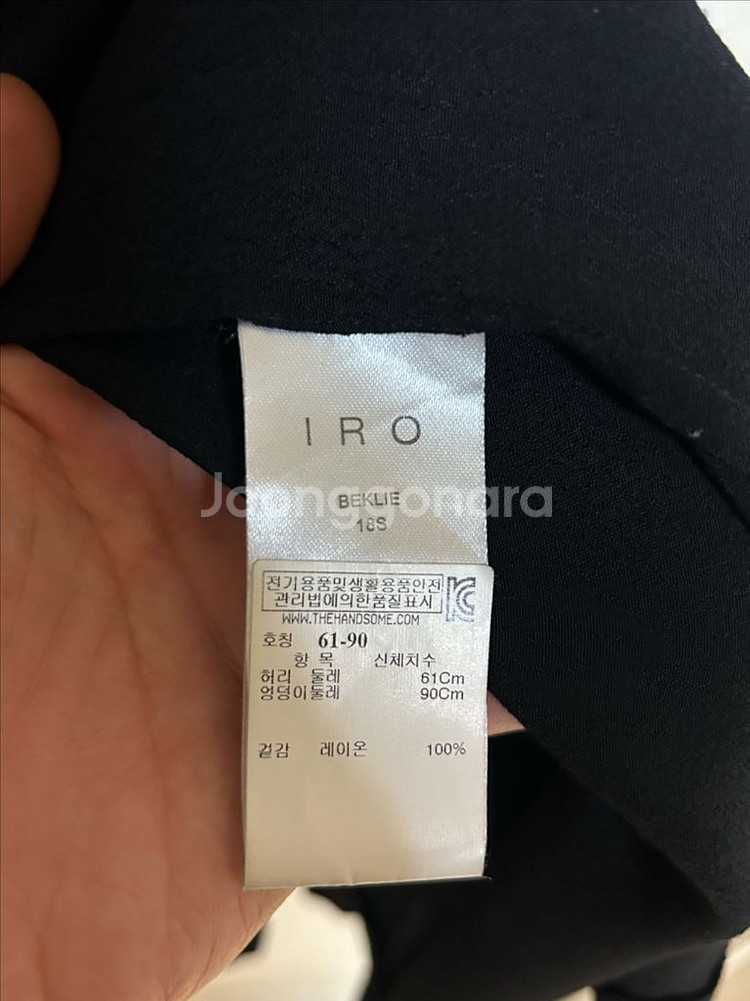 IRO
BEKLIE
18S
Joonggonara
전기용품및생활용품안전
관리법에의한품질표시
WWW.THEHANDSOME.COM
호칭 61-90
항 목 신체치수
허리 둘레 61Cm
엉덩이둘레 90Cm
겉감 레이온 100%